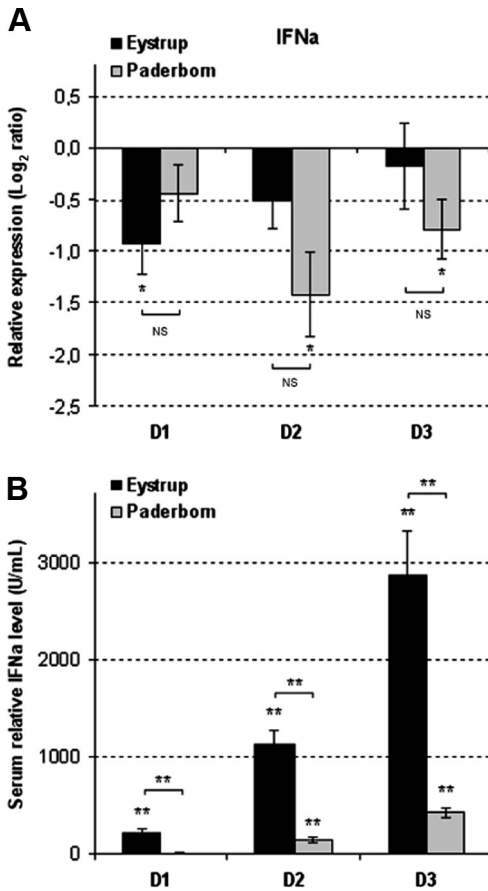 A
IFNa
Eystrup
Paderborn
Relative expression (Log2 ratio)
0,5
0,0
-0,5
-1,0
-1,5
-2,0
-2,5
*
NS
*
NS
*
NS
D1 D2 D3
B
Eystrup
Paderborn
Serum relative IFNa level (U/mL)
3000
2000
1000
0
**
**
**
**
**
**
**
**
D1 D2 D3